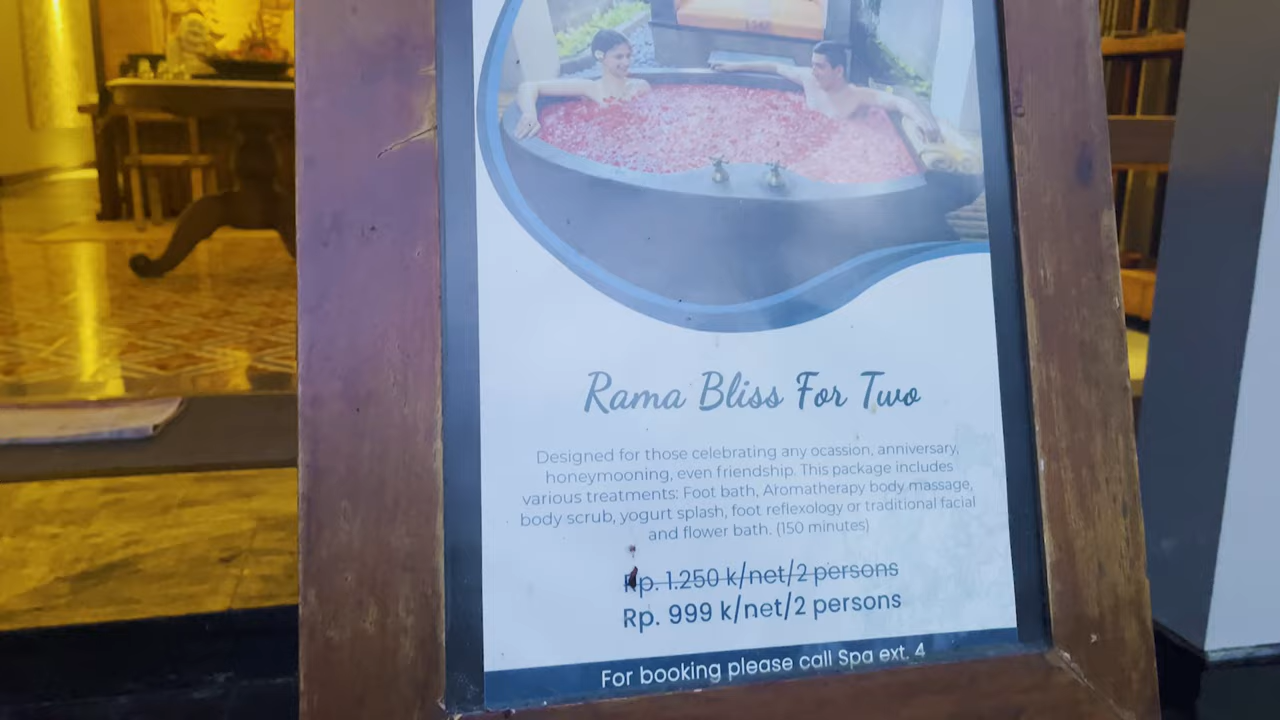 Rama Bliss For Two
Designed for those celebrating any ocassion, anniversary,
honeymooning, even friendship. This package includes
various treatments: Foot bath, Aromatherapy body massage,
body scrub, yogurt splash, foot reflexology or traditional facial
and flower bath. (150 minutes)
Rp. 1.250 k/net/2 persons
Rp. 999 k/net/2 persons
For booking please call Spa ext. 4